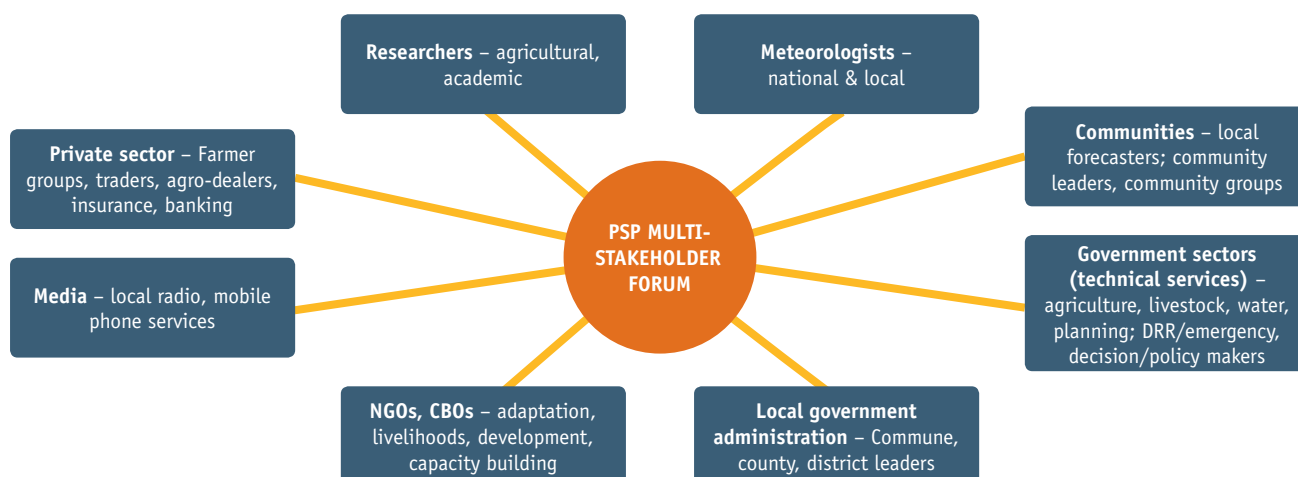 Researchers – agricultural,
academic
Meteorologists –
national & local
Private sector – Farmer
groups, traders, agro-dealers,
insurance, banking
Communities – local
forecasters; community
leaders, community groups
PSP MULTI-
STAKEHOLDER
FORUM
Media – local radio, mobile
phone services
Government sectors
(technical services) –
agriculture, livestock, water,
planning; DRR/emergency,
decision/policy makers
NGOs, CBOs – adaptation,
livelihoods, development,
capacity building
Local government
administration – Commune,
county, district leaders